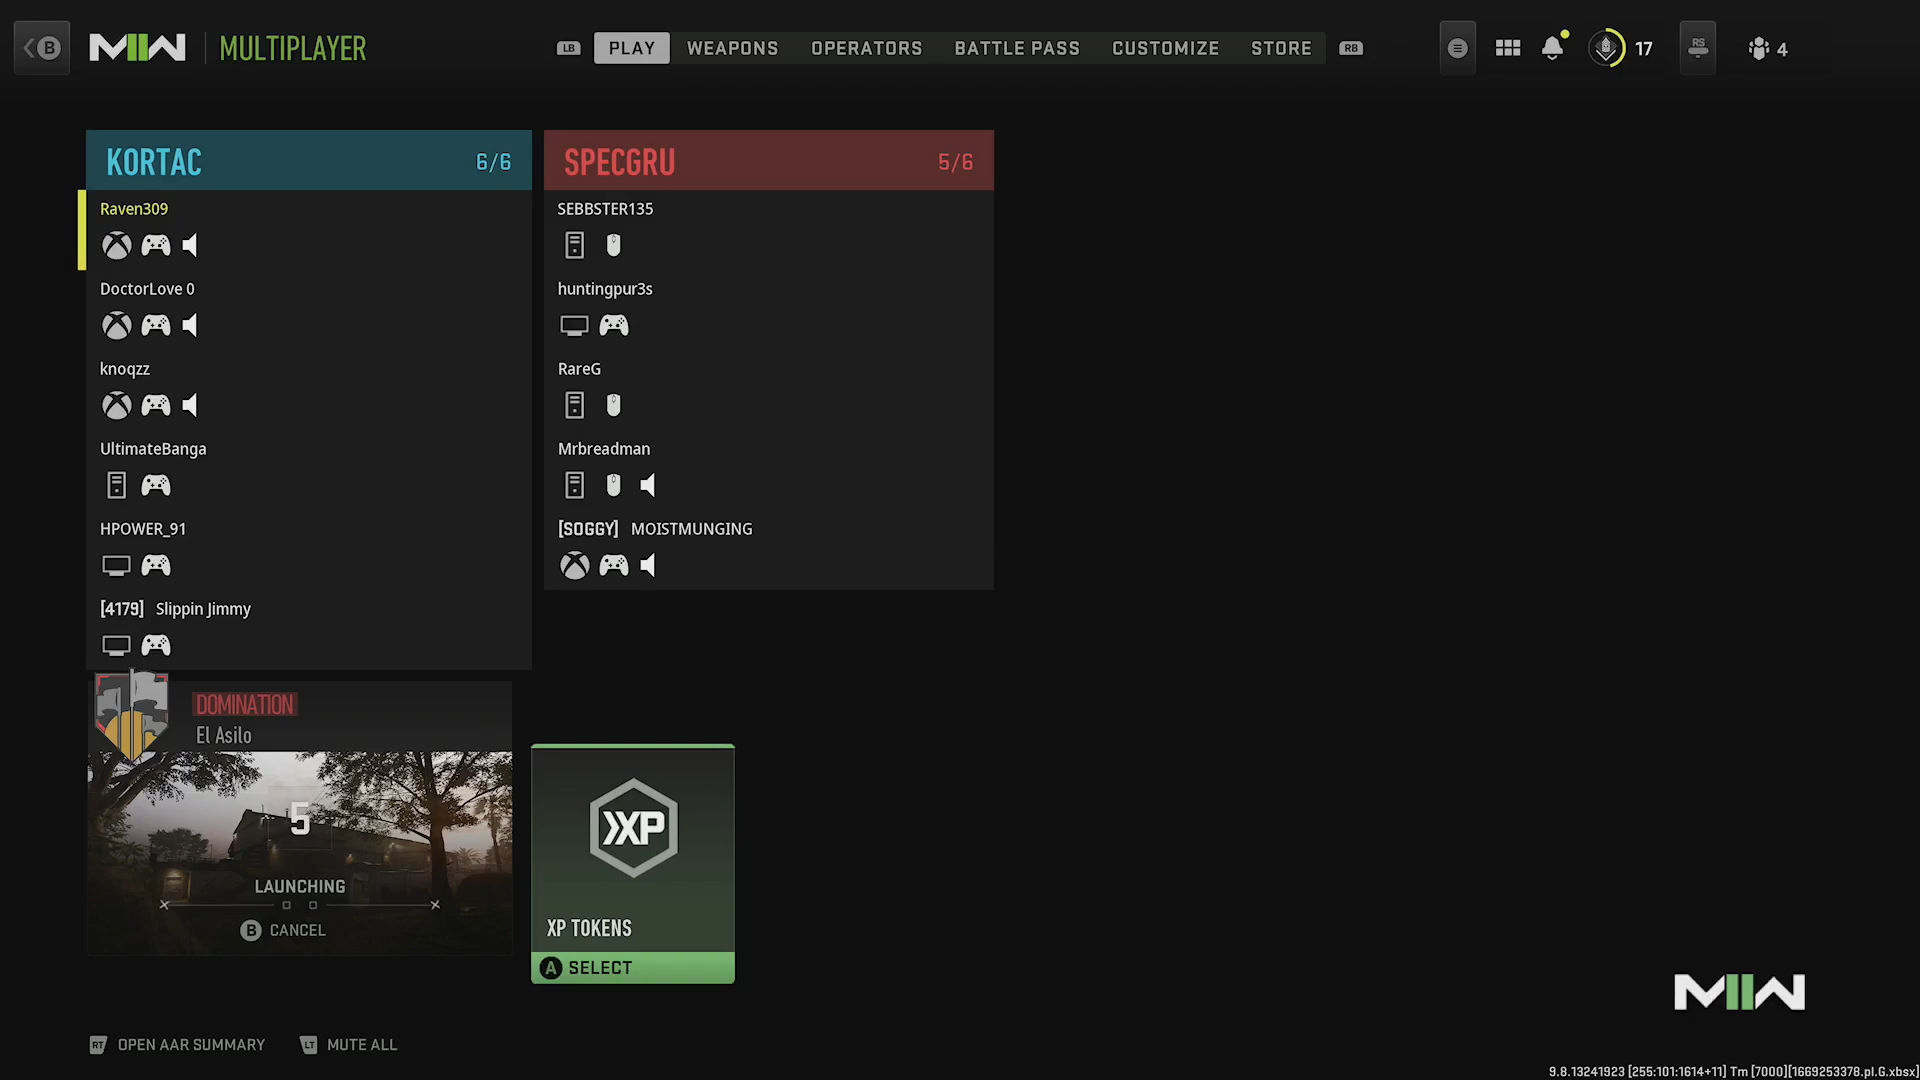 B MW MULTIPLAYER LB PLAY WEAPONS OPERATORS BATTLE PASS CUSTOMIZE STORE RB 17 RS 4
KORTAC 6/6
Raven309
DoctorLove 0
knoqzz
UltimateBanga
HPOWER_91
[4179] Slippin Jimmy
SPECGRU 5/6
SEBBSTER135
huntingpur3s
RareG
Mrbreadman
[SOGGY] MOISTMUNGING
DOMINATION
El Asilo
5
LAUNCHING
B CANCEL
XP
XP TOKENS
A SELECT
MW
RT OPEN AAR SUMMARY LT MUTE ALL
9.8.13241923 [255:101:1614+11] Tm [7000][1669253378.pl.G.xbsx]